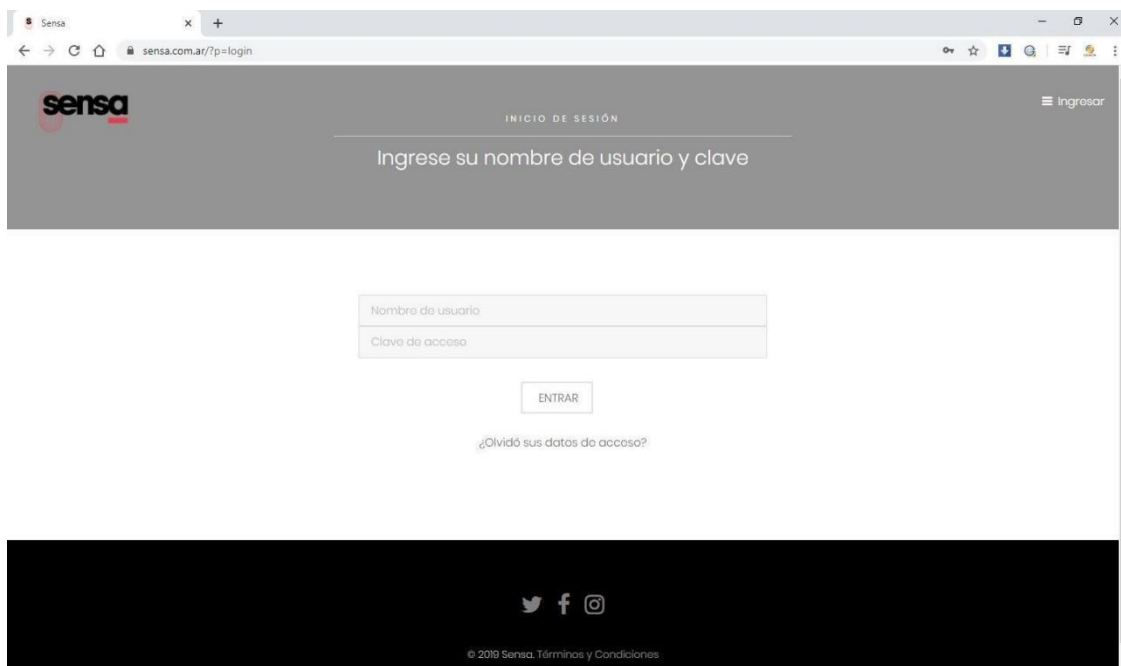 Sensa
sensa.com.ar/?p=login
sensa
Ingresar
INICIO DE SESIÓN
Ingrese su nombre de usuario y clave
Nombre de usuario
Clave de acceso
ENTRAR
¿Olvidó sus datos de acceso?
© 2019 Sensa. Términos y Condiciones